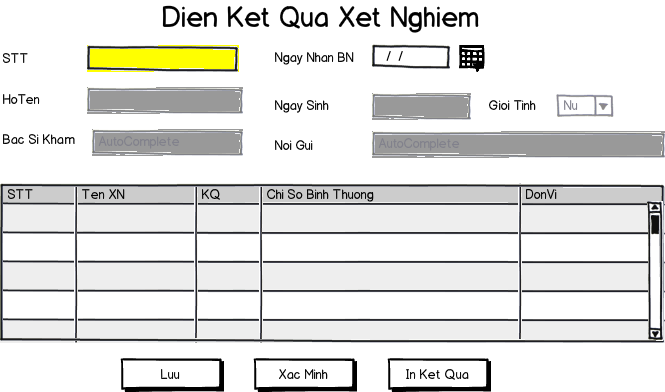 Dien Ket Qua Xet Nghiem
STT
Ngay Nhan BN / /
HoTen
Ngay Sinh
Gioi Tinh Nu
Bac Si Kham AutoComplete
Noi Gui AutoComplete
STT Ten XN KQ Chi So Binh Thuong DonVi
Luu Xac Minh In Ket Qua